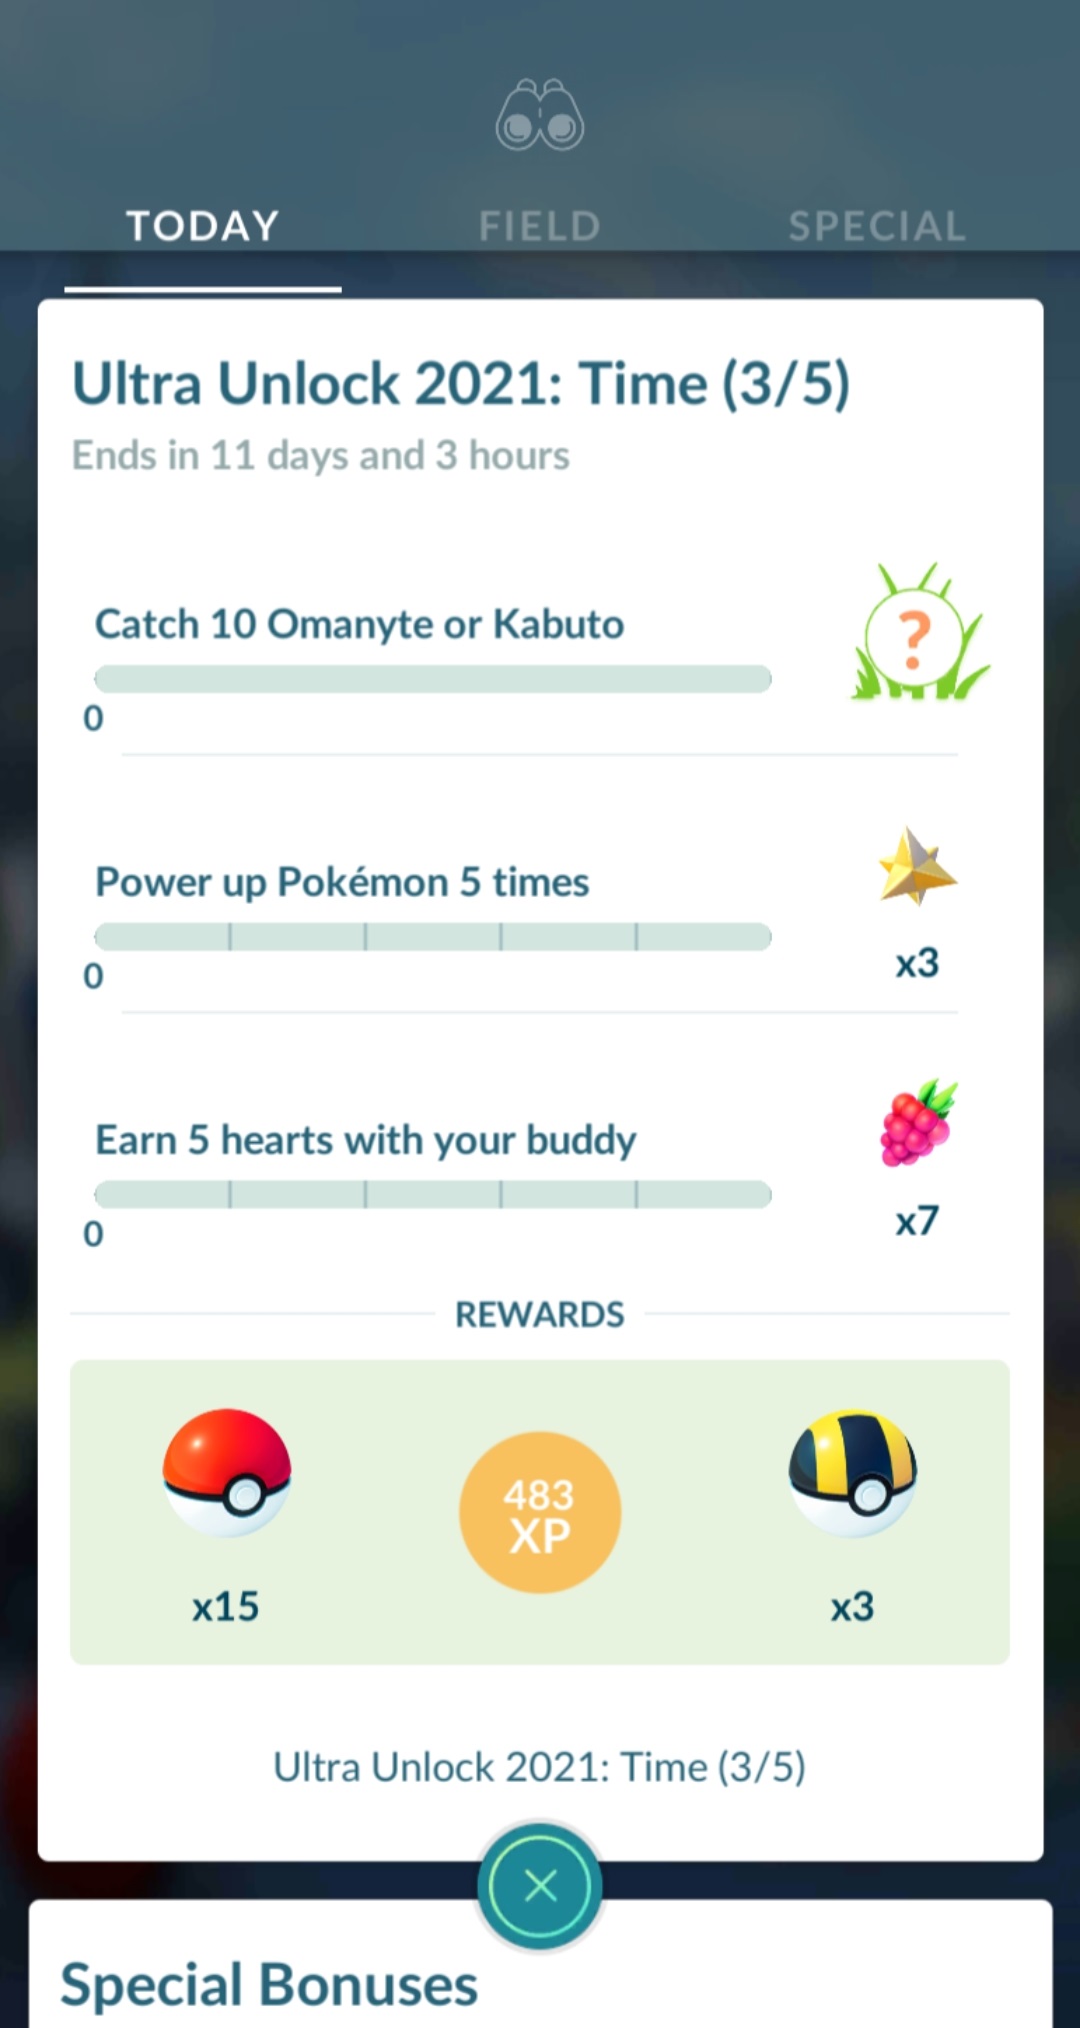 TODAY FIELD SPECIAL
Ultra Unlock 2021: Time (3/5)
Ends in 11 days and 3 hours
Catch 10 Omanyte or Kabuto
?
0
Power up Pokémon 5 times
0
x3
Earn 5 hearts with your buddy
0
x7
REWARDS
483
XP
x15
x3
Ultra Unlock 2021: Time (3/5)
Special Bonuses